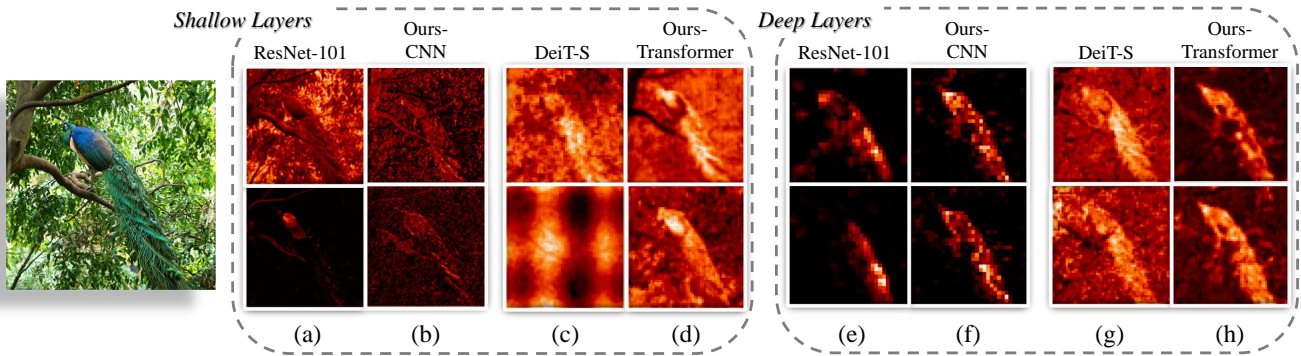 Shallow Layers
Deep Layers
ResNet-101
Ours-
CNN
DeiT-S
Ours-
Transformer
ResNet-101
Ours-
CNN
DeiT-S
Ours-
Transformer
(a)
(b)
(c)
(d)
(e)
(f)
(g)
(h)